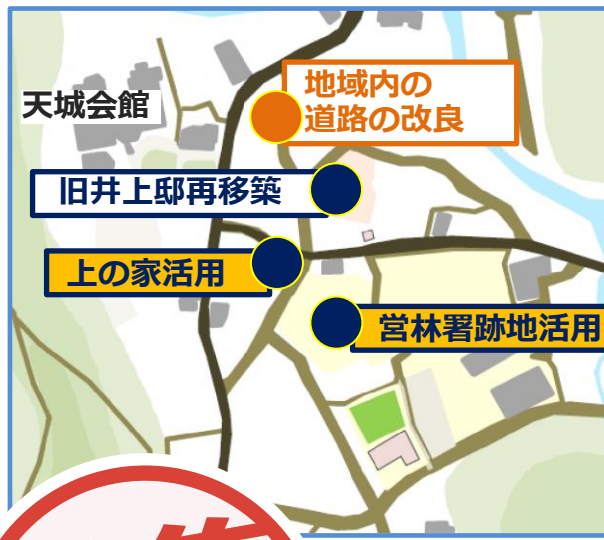 天城会館
地域内の
道路の改良
旧井上邸再移築
上の家活用
営林署跡地活用